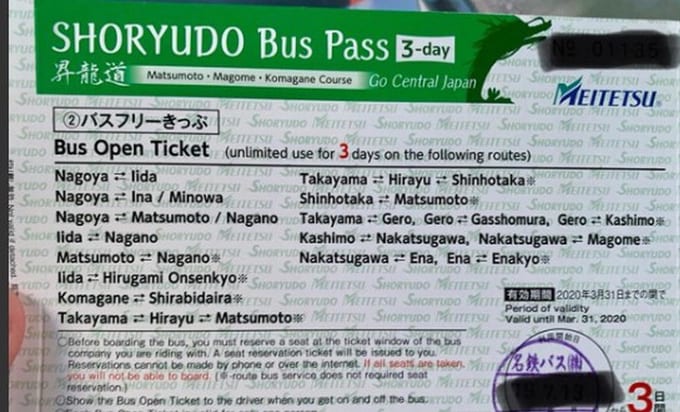 SHORYUDO Bus Pass 3-day
昇龍道 Matsumoto・Magome・Komagane Course Go Central Japan
MEITETSU
②バスフリーきっぷ
Bus Open Ticket (unlimited use for 3 days on the following routes)
Nagoya ⇄ Iida
Nagoya ⇄ Ina / Minowa
Nagoya ⇄ Matsumoto / Nagano
Iida ⇄ Nagano
Matsumoto ⇄ Nagano※
Iida ⇄ Hirugami Onsenkyo※
Komagane ⇄ Shirabidaira※
Takayama ⇄ Hirayu ⇄ Matsumoto※
Takayama ⇄ Hirayu ⇄ Shinhotaka※
Shinhotaka ⇄ Matsumoto※
Takayama ⇄ Gero, Gero ⇄ Gasshomura, Gero ⇄ Kashimo※
Kashimo ⇄ Nakatsugawa, Nakatsugawa ⇄ Magome※
Nakatsugawa ⇄ Ena, Ena ⇄ Enakyo※
有効期間 2020年3月31日までの間で
Period of validity
Valid until Mar. 31, 2020
○Before boarding the bus, you must reserve a seat at the ticket window of the bus
company you are riding with. A seat reservation ticket will be issued to you.
Reservations cannot be made by phone or over the internet. If all seats are taken,
you will not be able to board. (※-route bus service does not required seat
reservation.)
○Show the Bus Open Ticket to the driver when you get on and off the bus.
名鉄バス㈱
3日間